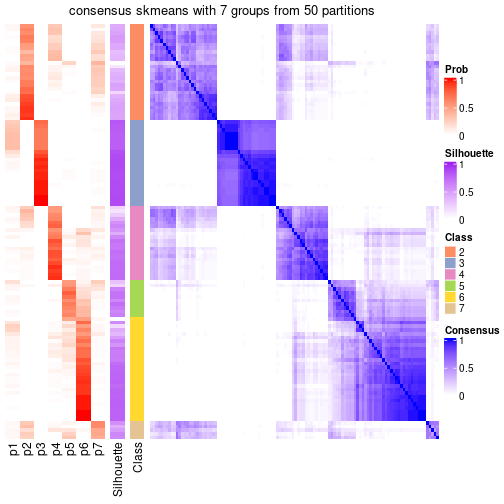 consensus skmeans with 7 groups from 50 partitions
Prob
1
0.5
0
Silhouette
1
0.5
0
Class
2
3
4
5
6
7
Consensus
1
0.5
0
p1
p2
p3
p4
p5
p6
p7
Silhouette
Class